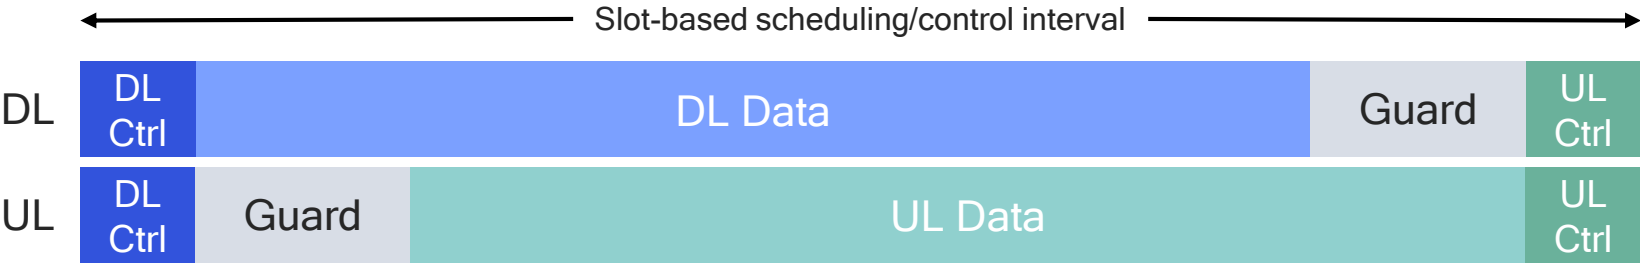 Slot-based scheduling/control interval
DL
DL
Ctrl
DL Data
Guard
UL
Ctrl
UL
DL
Ctrl
Guard
UL Data
UL
Ctrl